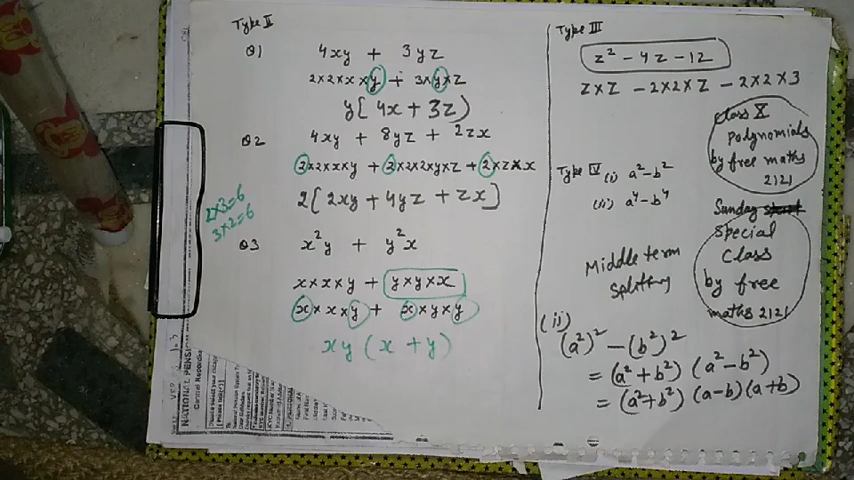 Type II
Q1 4xy + 3yz
2×2×x×y + 3×y×z
y[4x+3z)
Q2 4xy + 8yz + 2zx
2×2×x×y + 2×2×2×y×z + 2×z×x
2[2xy + 4yz + zx]
2×3=6
3×2=6
Q3 x²y + y²x
x×x×y + y×y×x
x×x×y + x×y×y
xy(x+y)
NATIONAL PENS
Central Recordkee
Type III
z² - 4z - 12
z×z - 2×2×z - 2×2×3
Class X
Polynomials
by free maths
2121
Type IV (i) a²-b²
(ii) a⁴-b⁴
Sunday
Special
Class
by free
maths 2121
Middle term
splitting
(ii)
(a²)² - (b²)²
= (a²+b²) (a²-b²)
= (a²+b²) (a-b)(a+b)